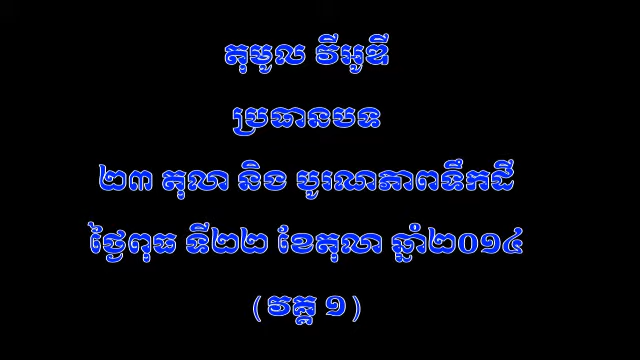 តុមូល វីអូឌី
ប្រធានបទ
២៣ តុលា និង បូរណភាពទឹកដី
ថ្ងៃពុធ ទី២២ ខែតុលា ឆ្នាំ២០១៤
(វគ្គ ១)